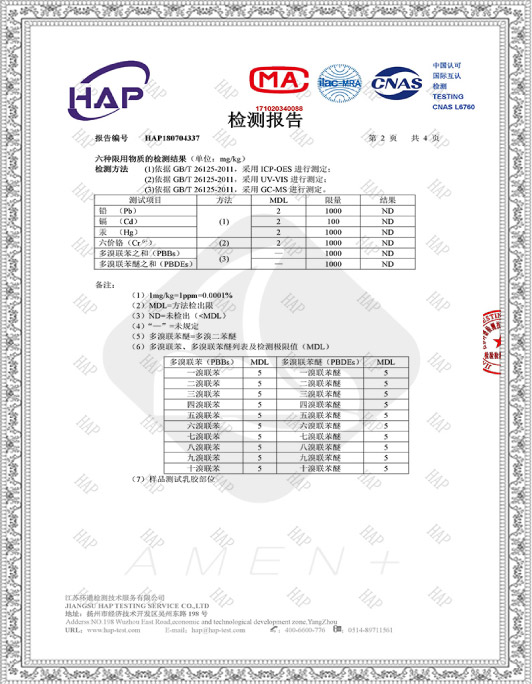 HAP
MA
171020340088
ilac-MRA
CNAS
中国认可
国际互认
检测
TESTING
CNAS L6760
检测报告
报告编号 HAP180704337 第 2 页 共 4 页
六种限用物质的检测结果（单位：mg/kg）
检测方法 (1)依据 GB/T 26125-2011，采用 ICP-OES 进行测定；
(2)依据 GB/T 26125-2011，采用 UV-VIS 进行测定；
(3)依据 GB/T 26125-2011，采用 GC-MS 进行测定。
测试项目 方法 MDL 限量 结果
铅 （Pb） 2 1000 ND
镉 （Cd） (1) 2 100 ND
汞 （Hg） 2 1000 ND
六价铬（Cr 6+） (2) 2 1000 ND
多溴联苯之和（PBBs） (3) — 1000 ND
多溴联苯醚之和（PBDEs） — 1000 ND
备注：
（1）1mg/kg=1ppm=0.0001%
（2）MDL=方法检出限
（3）ND=未检出（<MDL）
（4）“—”=未规定
（5）多溴联苯醚=多溴二苯醚
（6）多溴联苯、多溴联苯醚列表及检测极限值（MDL）
多溴联苯（PBBs） MDL 多溴联苯醚（PBDEs） MDL
一溴联苯 5 一溴联苯醚 5
二溴联苯 5 二溴联苯醚 5
三溴联苯 5 三溴联苯醚 5
四溴联苯 5 四溴联苯醚 5
五溴联苯 5 五溴联苯醚 5
六溴联苯 5 六溴联苯醚 5
七溴联苯 5 七溴联苯醚 5
八溴联苯 5 八溴联苯醚 5
九溴联苯 5 九溴联苯醚 5
十溴联苯 5 十溴联苯醚 5
（7）样品测试乳胶部位
AMEN+
江苏环谱检测技术服务有限公司
JIANGSU HAP TESTING SERVICE CO.,LTD
地址：扬州市经济技术开发区吴州东路 198 号
Address NO.198 Wuzhou East Road,economic and technological development zone,YangZhou
URL：www.hap-test.com E-mail：hap@hap-test.com ：400-6600-776 ：0514-89711561